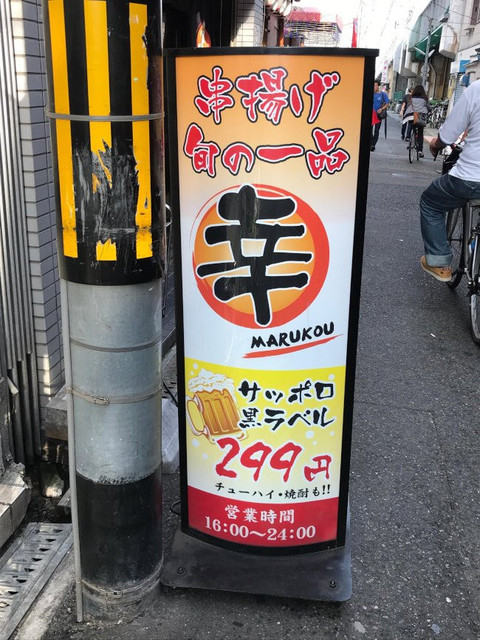 串揚げ
旬の一品
幸
MARUKOU
サッポロ
黒ラベル
299円
チューハイ・焼酎も!!
営業時間
16:00〜24:00